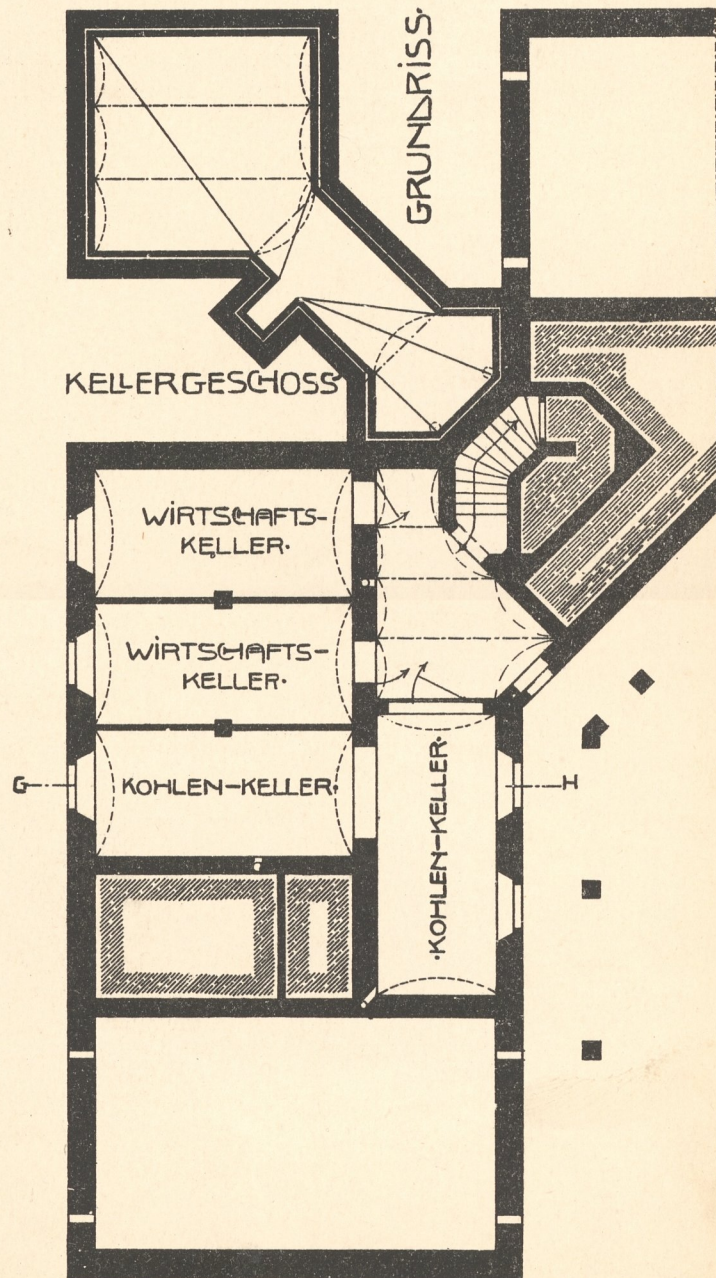 GRUNDRISS·
KELLERGESCHOSS
WIRTSCHAFTS-
KELLER·
WIRTSCHAFTS-
KELLER·
G
KOHLEN-KELLER·
·KOHLEN-KELLER·
H